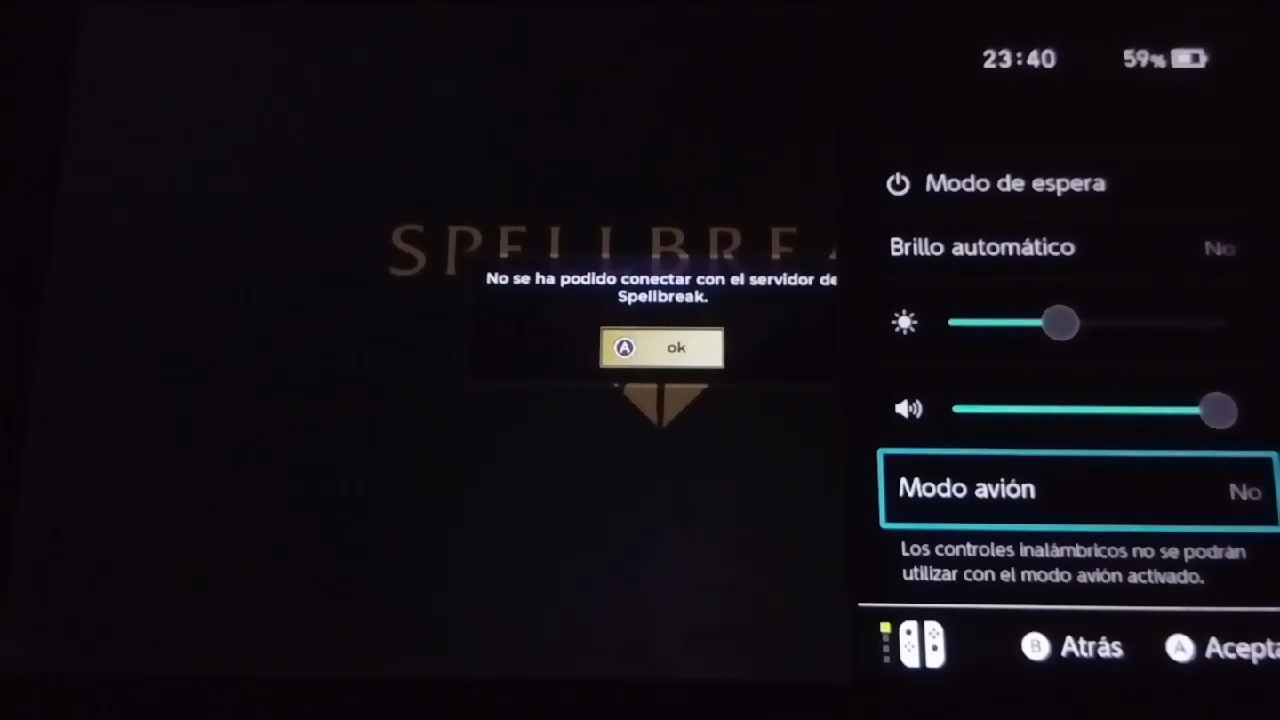 23:40 59%
Modo de espera
Brillo automático No
SPELLBREA
No se ha podido conectar con el servidor de
Spellbreak.
A ok
Modo avión No
Los controles inalámbricos no se podrán
utilizar con el modo avión activado.
B Atrás A Acepta